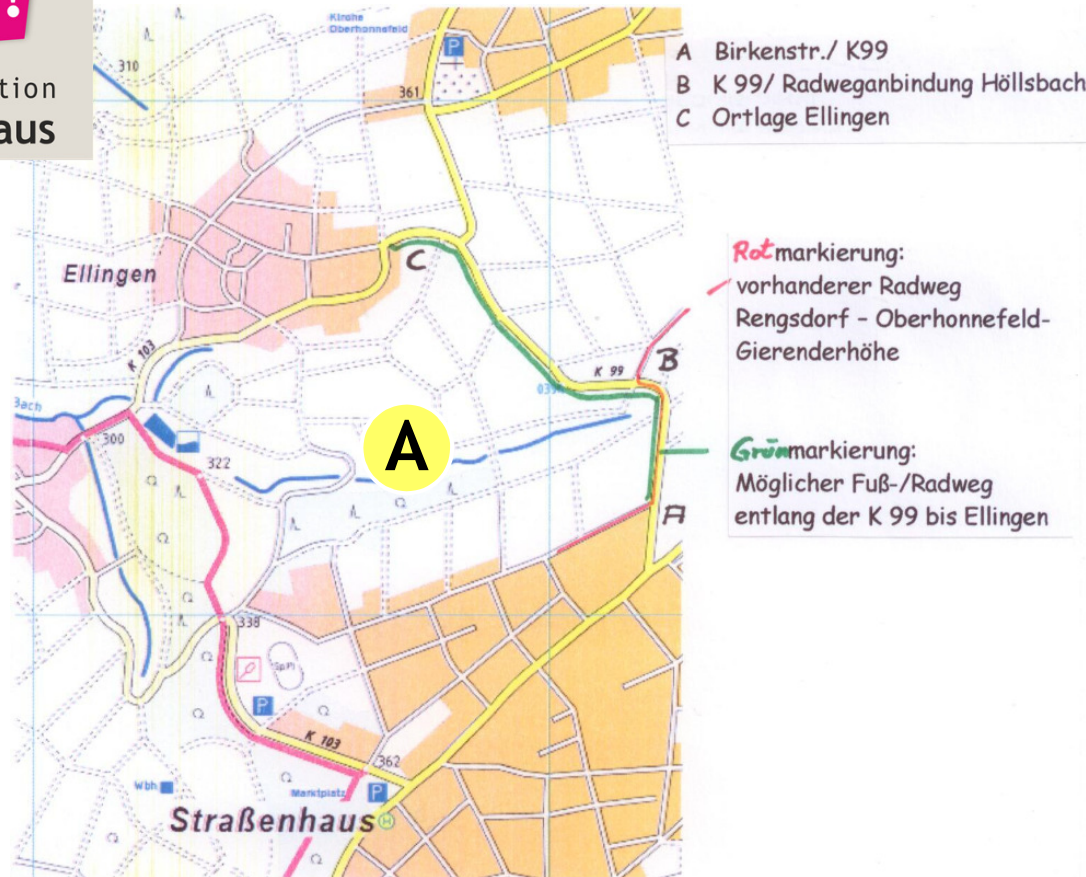 tion
aus
Kirche
Oberhonnefeld
P
310
361
A Birkenstr./ K99
B K 99/ Radweganbindung Höllsbach
C Ortlage Ellingen
Ellingen
C
Rotmarkierung:
vorhanderer Radweg
Rengsdorf - Oberhonnefeld-
Gierenderhöhe
K 103
K 99
B
Bach
300
322
A
Grünmarkierung:
Möglicher Fuß-/Radweg
entlang der K 99 bis Ellingen
A
338
P
K 103
362
Wbh.
Marktplatz
P
Straßenhaus
H